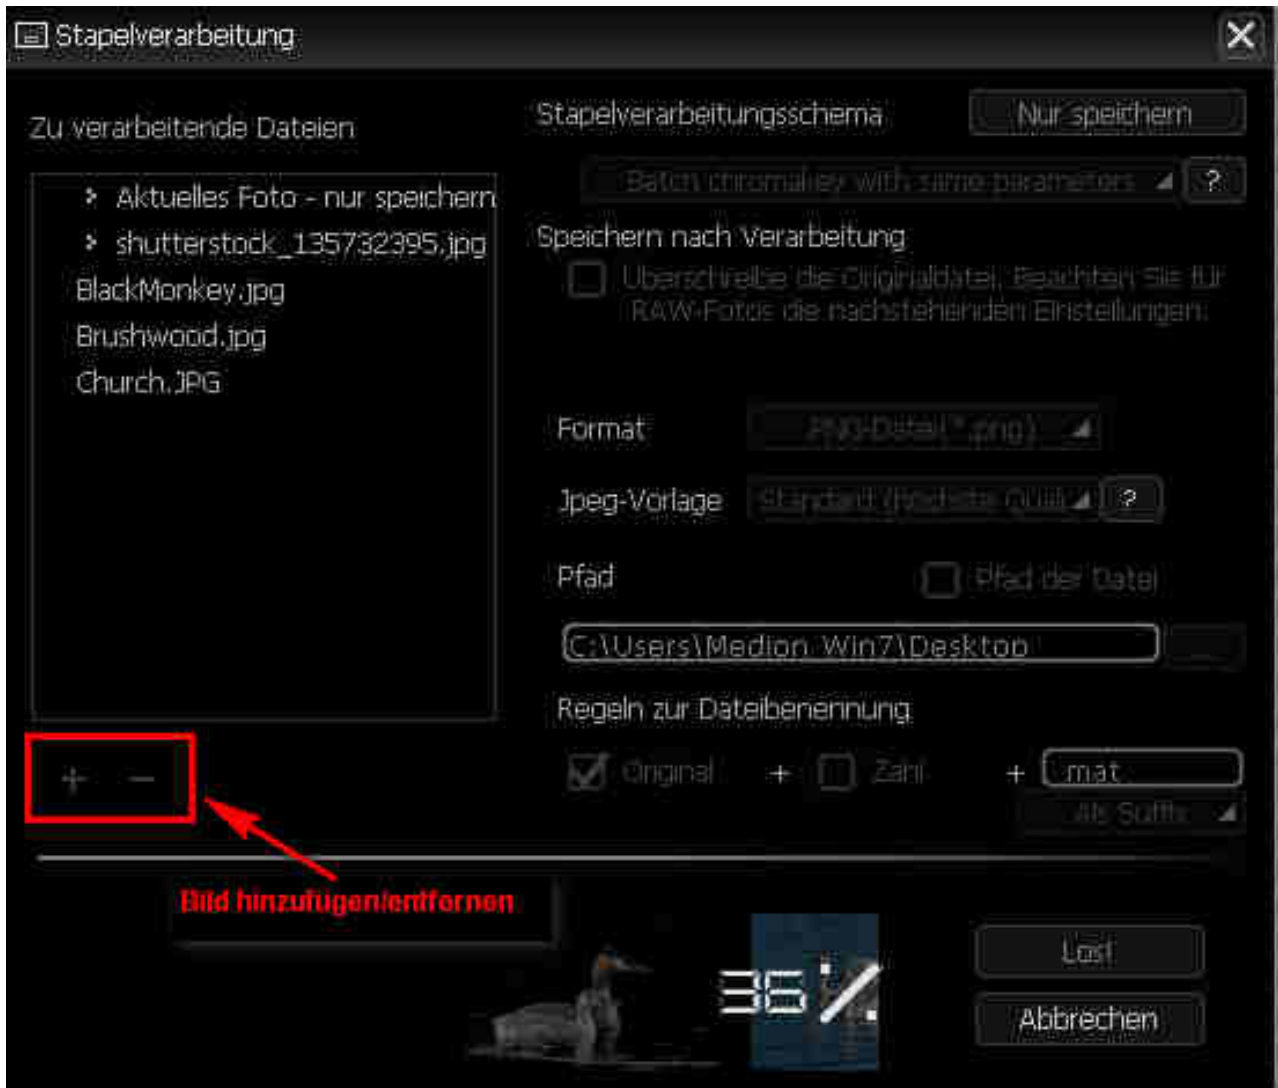 Stapelverarbeitung
Zu verarbeitende Dateien
Aktuelles Foto - nur speichern
shutterstock_135732395.jpg
BlackMonkey.jpg
Brushwood.jpg
Church.JPG
+ −
Bild hinzufügen/entfernen
Stapelverarbeitungsschema
Nur speichern
Batch chromakey with same parameters
?
Speichern nach Verarbeitung
Überschreibe die Originaldatei. Beachten Sie für
RAW-Fotos die nachstehenden Einstellungen.
Format
PNG-Datei(*.png)
Jpeg-Vorlage
Standard (Höchste
?
Pfad
Pfad der Datei
C:\Users\Medion Win7\Desktop
Regeln zur Dateibenennung
Original + Zahl + mat
Als Suffix
36%
Los!
Abbrechen